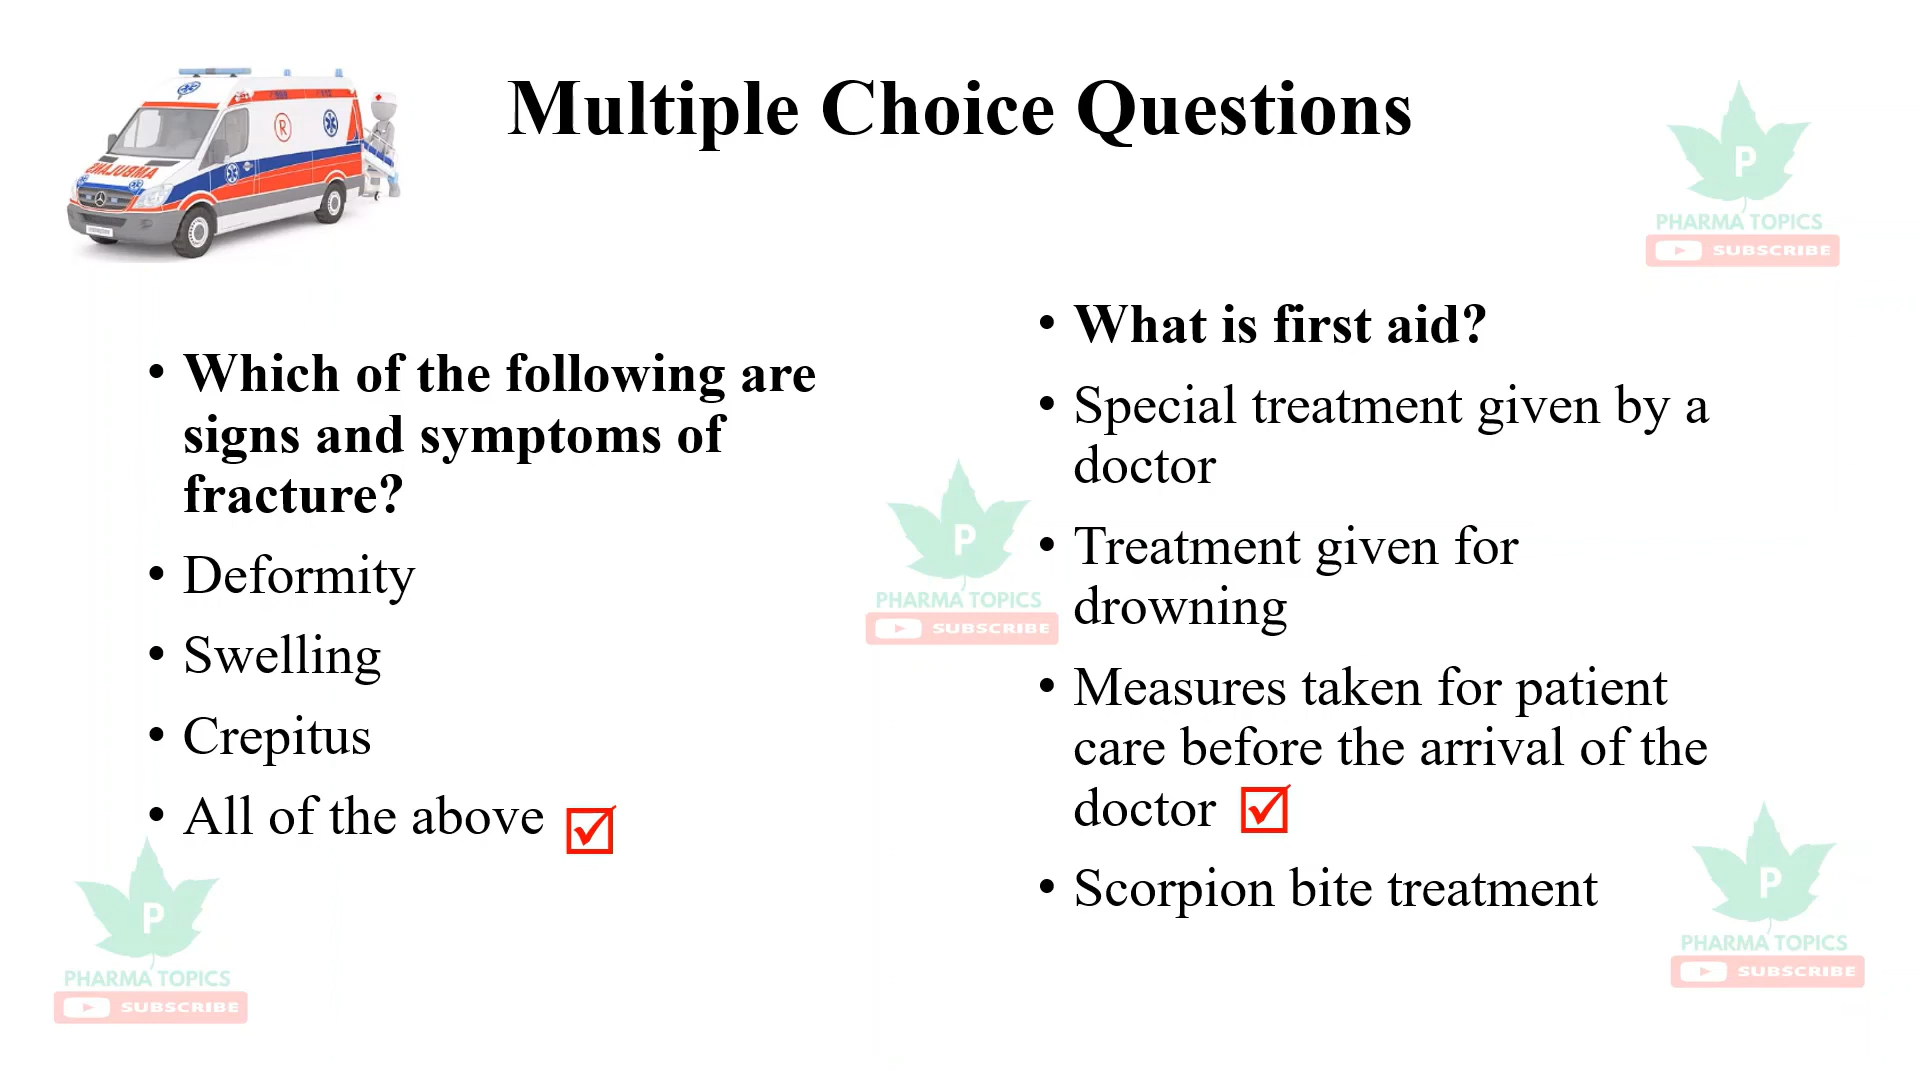 Multiple Choice Questions
AMBULANS
R
P
PHARMA TOPICS
SUBSCRIBE
• Which of the following are
signs and symptoms of
fracture?
• Deformity
• Swelling
• Crepitus
• All of the above
• What is first aid?
• Special treatment given by a
doctor
• Treatment given for
drowning
• Measures taken for patient
care before the arrival of the
doctor
• Scorpion bite treatment
P
PHARMA TOPICS
SUBSCRIBE
P
PHARMA TOPICS
SUBSCRIBE
P
PHARMA TOPICS
SUBSCRIBE